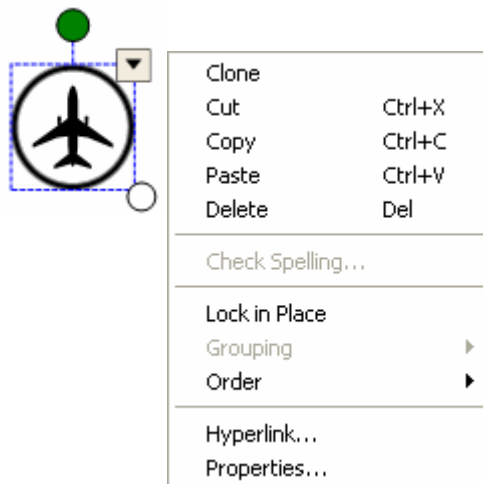 Clone
Cut Ctrl+X
Copy Ctrl+C
Paste Ctrl+V
Delete Del
Check Spelling...
Lock in Place
Grouping
Order
Hyperlink...
Properties...